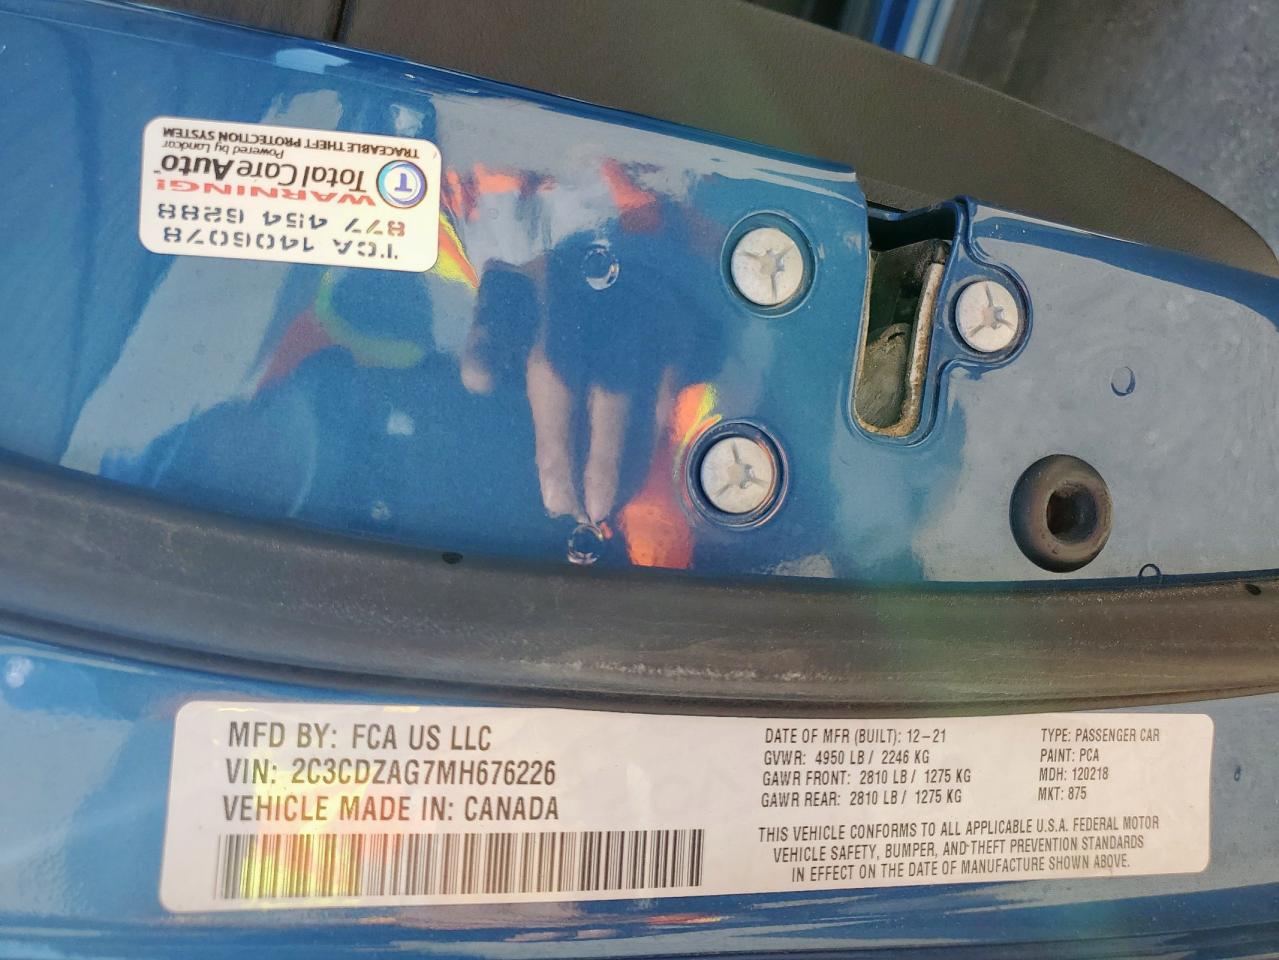 TCA 1406078
877 454 6288
WARNING!
Total Care Auto™
Powered by Landcar
TRACEABLE THEFT PROTECTION SYSTEM
T
MFD BY: FCA US LLC
VIN: 2C3CDZAG7MH676226
VEHICLE MADE IN: CANADA
DATE OF MFR (BUILT): 12-21
GVWR: 4950 LB / 2246 KG
GAWR FRONT: 2810 LB / 1275 KG
GAWR REAR: 2810 LB / 1275 KG
TYPE: PASSENGER CAR
PAINT: PCA
MDH: 120218
MKT: 875
THIS VEHICLE CONFORMS TO ALL APPLICABLE U.S.A. FEDERAL MOTOR
VEHICLE SAFETY, BUMPER, AND THEFT PREVENTION STANDARDS
IN EFFECT ON THE DATE OF MANUFACTURE SHOWN ABOVE.